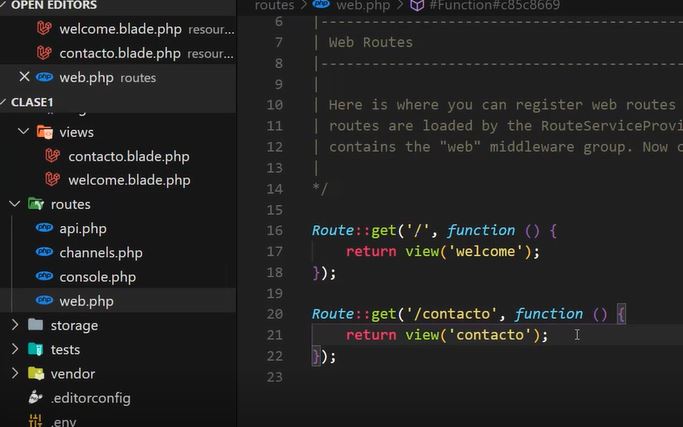 OPEN EDITORS
welcome.blade.php resour...
contacto.blade.php resour...
web.php routes
CLASE1
views
contacto.blade.php
welcome.blade.php
routes
api.php
channels.php
console.php
web.php
storage
tests
vendor
.editorconfig
.env
routes > web.php > #Function#c85c8669
6 |----------------------------------------
7 | Web Routes
8 |----------------------------------------
9 |
10 | Here is where you can register web routes
11 | routes are loaded by the RouteServiceProvi
12 | contains the "web" middleware group. Now c
13 |
14 */
15
16 Route::get('/', function () {
17 return view('welcome');
18 });
19
20 Route::get('/contacto', function () {
21 return view('contacto');
22 });
23